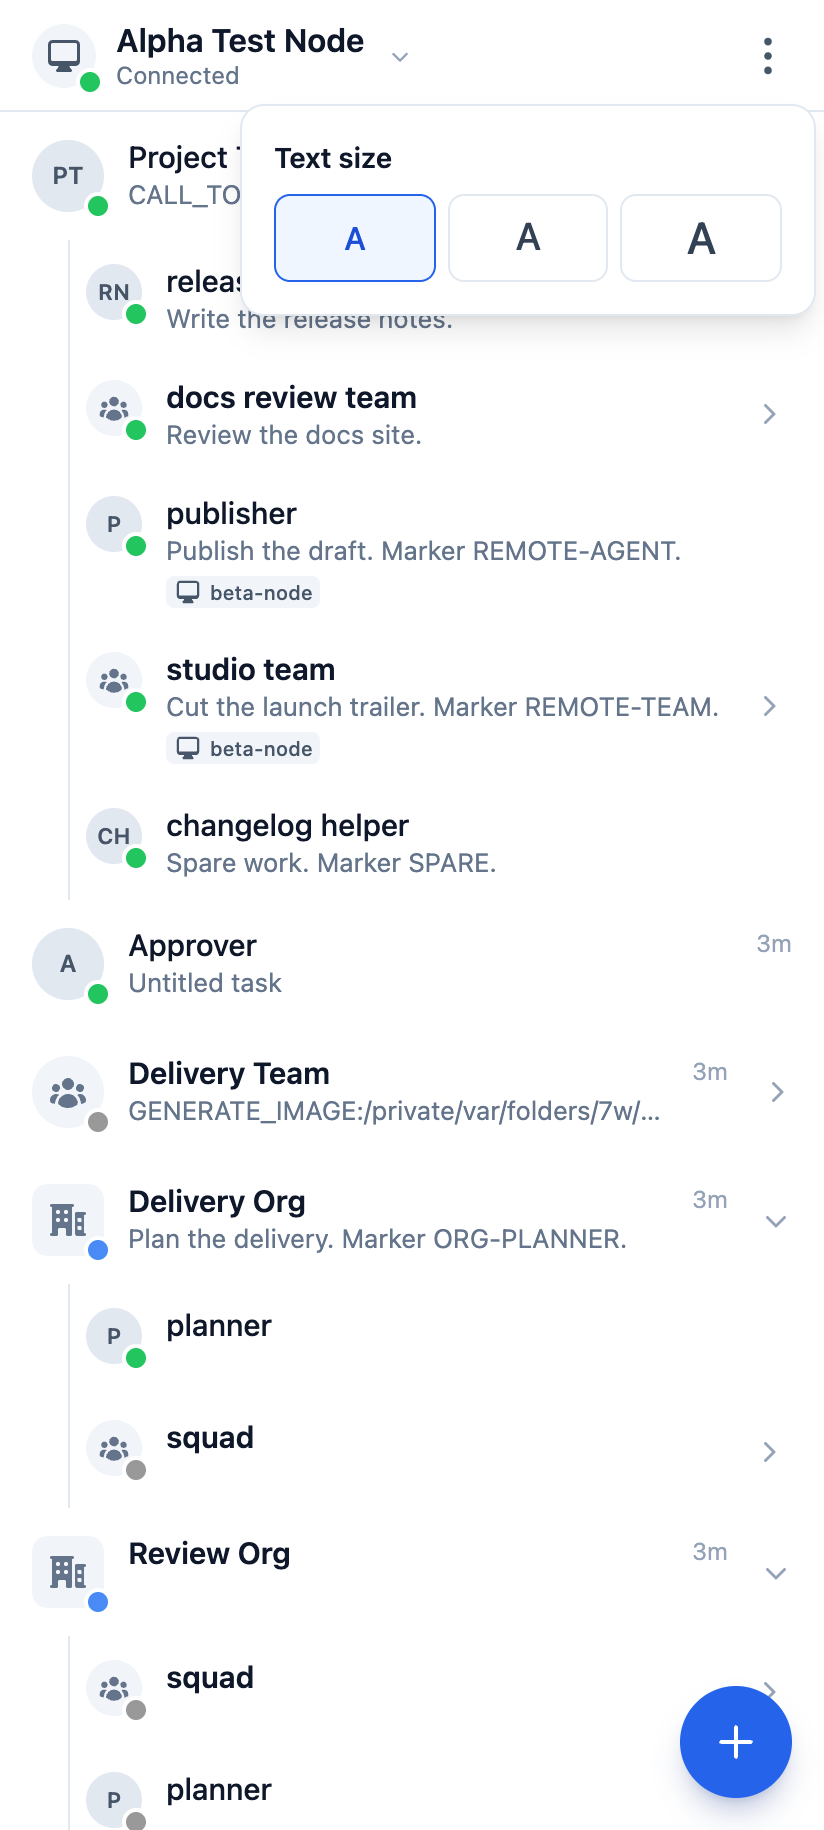 Alpha Test Node
Connected
Text size
A A A
PT
Project
CALL_TO
RN
Write the release notes.
docs review team
Review the docs site.
P
publisher
Publish the draft. Marker REMOTE-AGENT.
beta-node
studio team
Cut the launch trailer. Marker REMOTE-TEAM.
beta-node
CH
changelog helper
Spare work. Marker SPARE.
A
Approver
3m
Untitled task
Delivery Team
3m
GENERATE_IMAGE:/private/var/folders/7w/...
Delivery Org
3m
Plan the delivery. Marker ORG-PLANNER.
P
planner
squad
Review Org
3m
squad
P
planner